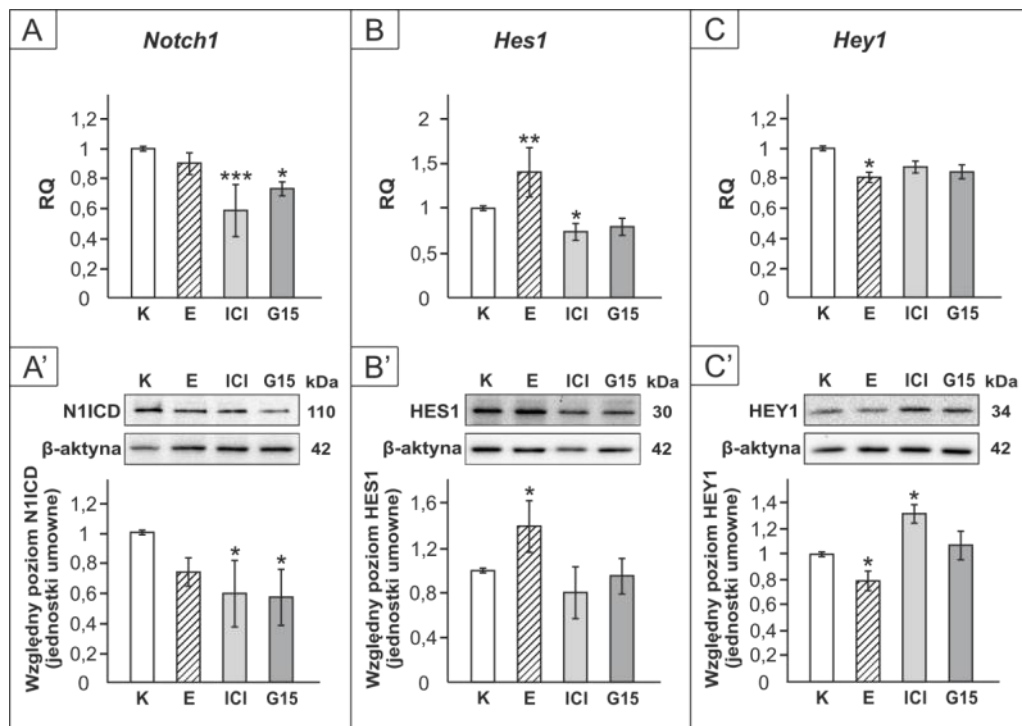 A
Notch1
RQ
1,2
1
0,8
0,6
0,4
0,2
0
***
*
K E ICI G15
B
Hes1
RQ
2
1,5
1
0,5
0
**
*
K E ICI G15
C
Hey1
RQ
1,2
1
0,8
0,6
0,4
0,2
0
*
K E ICI G15
A'
K E ICI G15 kDa
N1ICD 110
β-aktyna 42
Względny poziom N1ICD
(jednostki umowne)
1,2
1
0,8
0,6
0,4
0,2
0
*
*
K E ICI G15
B'
K E ICI G15 kDa
HES1 30
β-aktyna 42
Względny poziom HES1
(jednostki umowne)
1,6
1,2
0,8
0,4
0
*
K E ICI G15
C'
K E ICI G15 kDa
HEY1 34
β-aktyna 42
Względny poziom HEY1
(jednostki umowne)
1,4
1,2
1
0,8
0,6
0,4
0,2
0
*
*
K E ICI G15